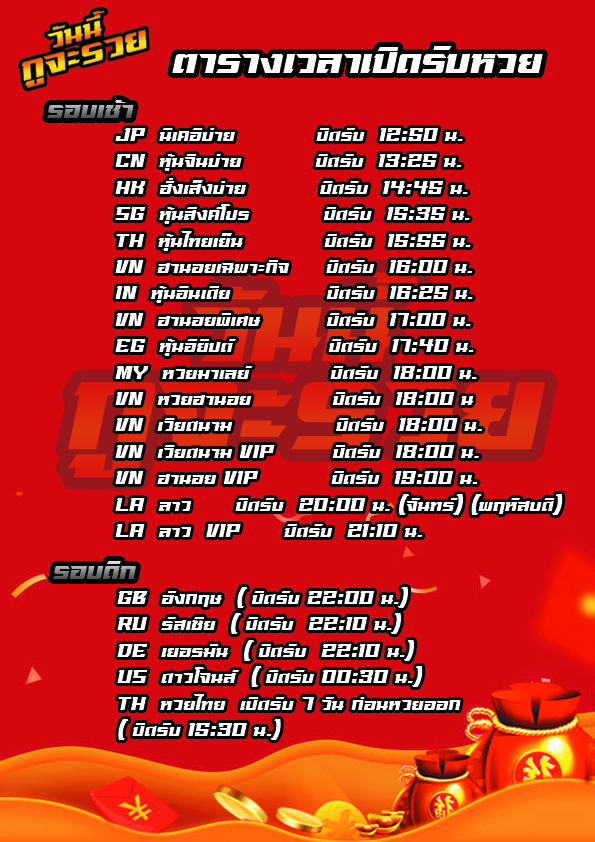 วันนี้
กูจะรวย
ตารางเวลาเปิดรับหวย
รอบเช้า
JP นิเคอิบ่าย ปิดรับ 12:50 น.
CN หุ้นจีนบ่าย ปิดรับ 13:25 น.
HK ฮั่งเส็งบ่าย ปิดรับ 14:45 น.
SG หุ้นสิงคโปร ปิดรับ 15:35 น.
TH หุ้นไทยเย็น ปิดรับ 15:55 น.
VN ฮานอยเฉพาะกิจ ปิดรับ 16:00 น.
IN หุ้นอินเดีย ปิดรับ 16:25 น.
VN ฮานอยพิเศษ ปิดรับ 17:00 น.
EG หุ้นอิยิบต์ ปิดรับ 17:40 น.
MY หวยมาเลย์ ปิดรับ 18:00 น.
VN หวยฮานอย ปิดรับ 18:00 น
VN เวียดนาม ปิดรับ 18:00 น.
VN เวียดนาม VIP ปิดรับ 18:00 น.
VN ฮานอย VIP ปิดรับ 19:00 น.
LA ลาว ปิดรับ 20:00 น. (จันทร์) (พฤหัสบดี)
LA ลาว VIP ปิดรับ 21:10 น.
รอบดึก
GB อังกฤษ ( ปิดรับ 22:00 น.)
RU รัสเซีย ( ปิดรับ 22:10 น.)
DE เยอรมัน ( ปิดรับ 22:10 น.)
US ดาวโจนส์ ( ปิดรับ 00:30 น.)
TH หวยไทย เปิดรับ 7 วัน ก่อนหวยออก
( ปิดรับ 15:30 น.)